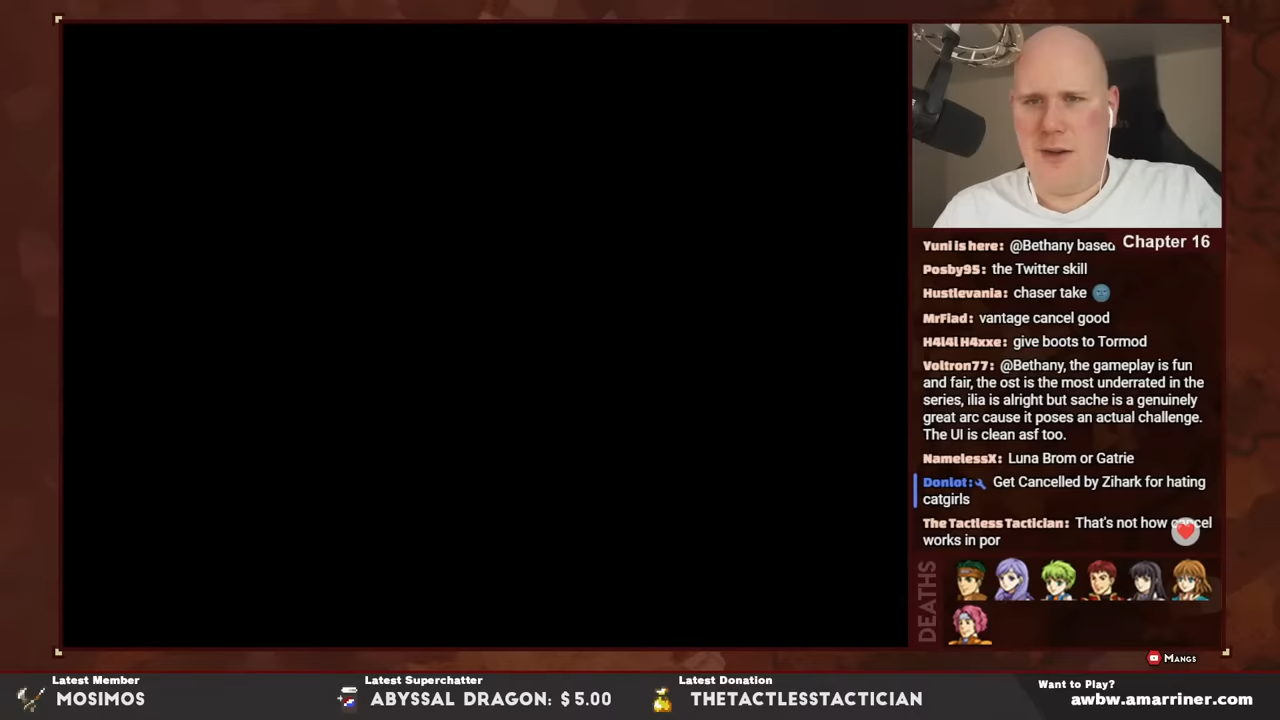 Yuni is here: @Bethany based
Chapter 16
Posby95: the Twitter skill
Hustlevania: chaser take
MrFiad: vantage cancel good
H4l4l H4xxe: give boots to Tormod
Voltron77: @Bethany, the gameplay is fun
and fair, the ost is the most underrated in the
series, ilia is alright but sache is a genuinely
great arc cause it poses an actual challenge.
The UI is clean asf too.
NamelessX: Luna Brom or Gatrie
Donlot: Get Cancelled by Zihark for hating
catgirls
The Tactless Tactician: That's not how cancel
works in por
DEATHS
Mangs
Latest Member
MOSIMOS
Latest Superchatter
ABYSSAL DRAGON: $5.00
Latest Donation
THETACTLESSTACTICIAN
Want to Play?
awbw.amarriner.com